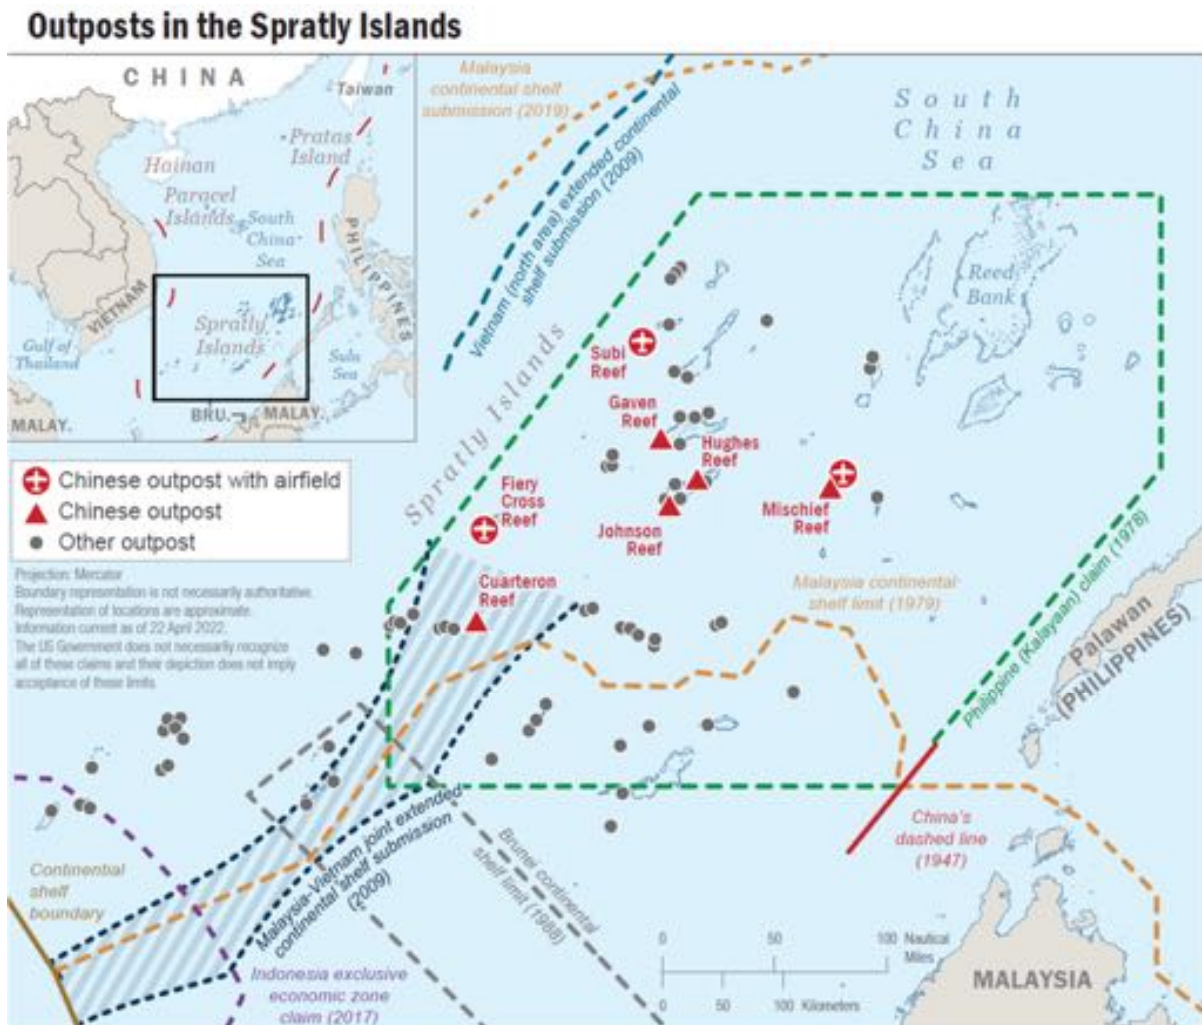 Outposts in the Spratly Islands
CHINA
Taiwan
Pratas
Island
Hainan
Paracel
Islands
South
China
Sea
PHILIPPINES
VIETNAM
Spratly
Islands
Gulf of
Thailand
Sulu
Sea
BRU.
MALAY.
MALAY.
Malaysia
continental shelf
submission (2019)
Vietnam (north area) extended continental
shelf submission (2009)
South
China
Sea
Reed
Bank
Spratly Islands
Subi
Reef
Gaven
Reef
Hughes
Reef
Fiery
Cross
Reef
Johnson
Reef
Mischief
Reef
Cuarteron
Reef
Chinese outpost with airfield
Chinese outpost
Other outpost
Projection: Mercator
Boundary representation is not necessarily authoritative.
Representation of locations are approximate.
Information current as of 22 April 2022.
The US Government does not necessarily recognize
all of these claims and their depiction does not imply
acceptance of these limits.
Malaysia continental
shelf limit (1979)
Philippine (Kalayaan) claim (1978)
Palawan
(PHILIPPINES)
China's
dashed line
(1947)
Continental
shelf
boundary
Malaysia-Vietnam joint extended
continental shelf submission
(2009)
Brunei continental
shelf limit (1988)
Indonesia exclusive
economic zone
claim (2017)
0 50 100 Nautical
Miles
0 50 100 Kilometers
MALAYSIA